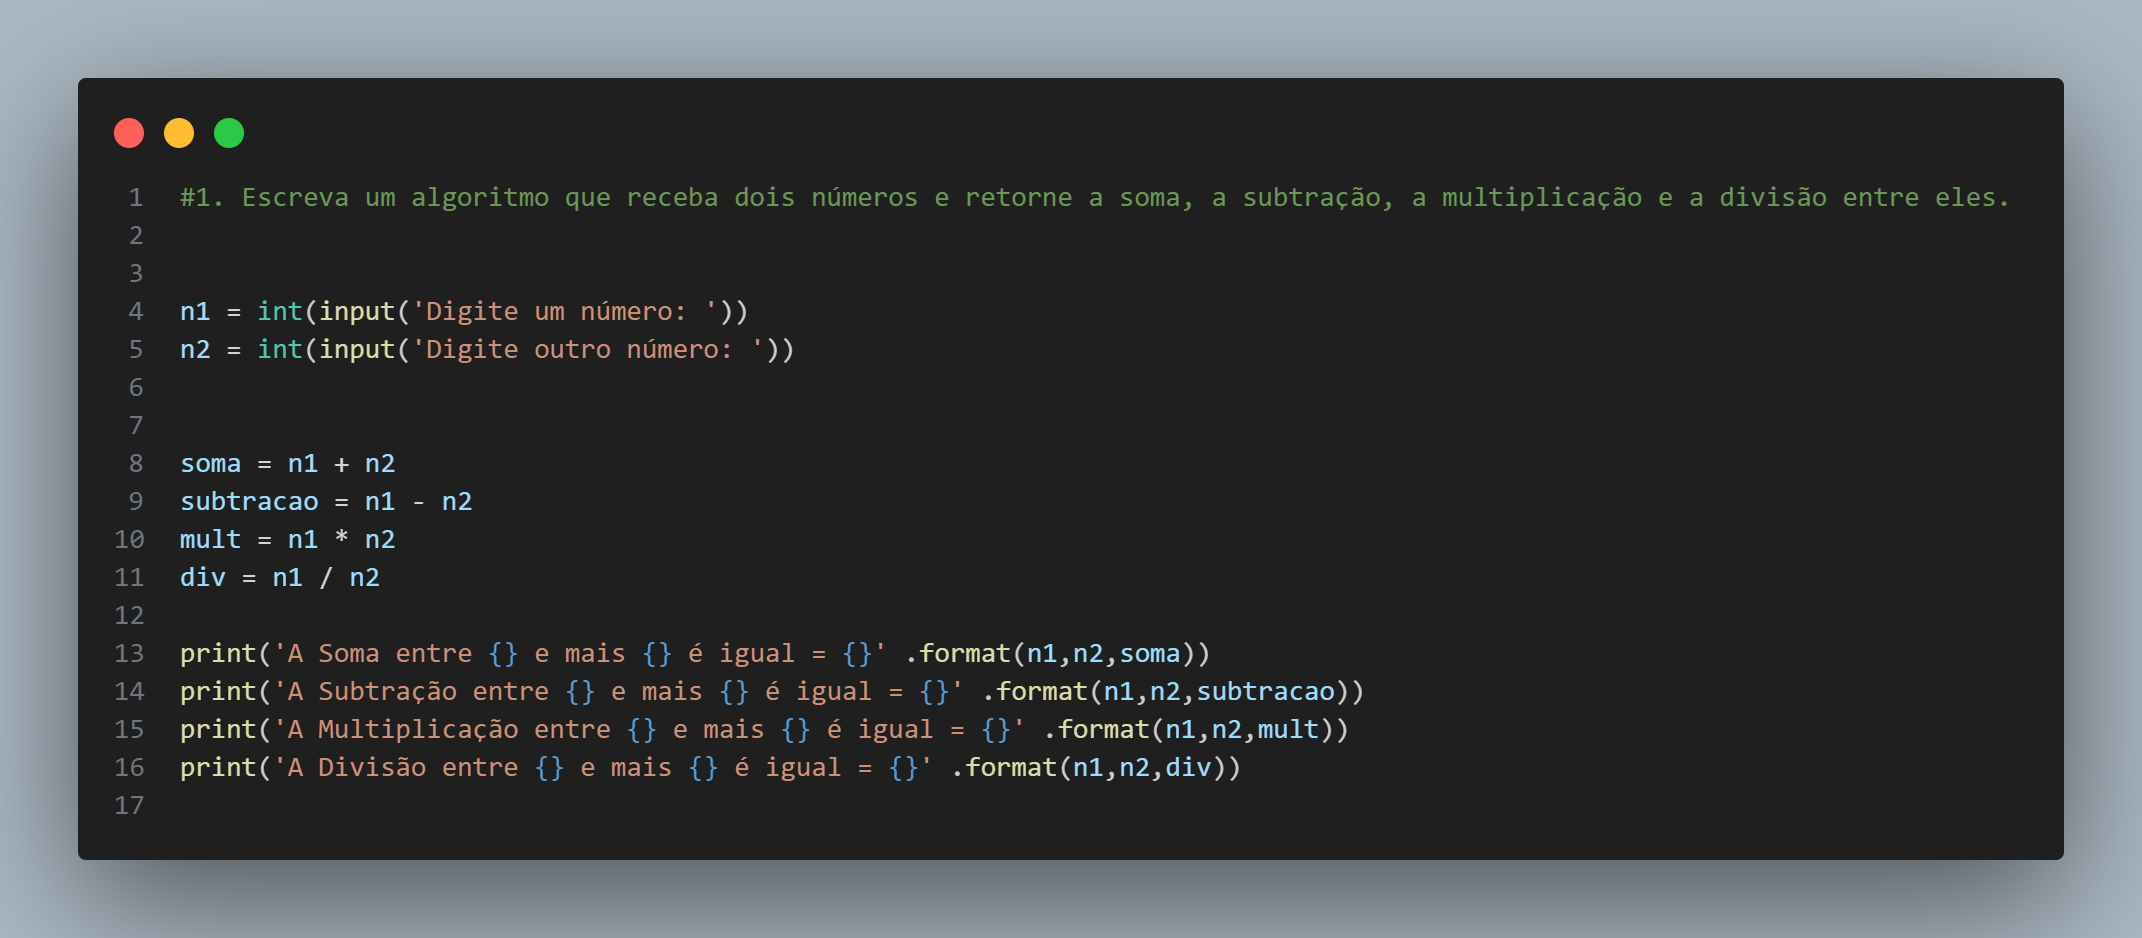 1 #1. Escreva um algoritmo que receba dois números e retorne a soma, a subtração, a multiplicação e a divisão entre eles.
2
3
4 n1 = int(input('Digite um número: '))
5 n2 = int(input('Digite outro número: '))
6
7
8 soma = n1 + n2
9 subtracao = n1 - n2
10 mult = n1 * n2
11 div = n1 / n2
12
13 print('A Soma entre {} e mais {} é igual = {}' .format(n1,n2,soma))
14 print('A Subtração entre {} e mais {} é igual = {}' .format(n1,n2,subtracao))
15 print('A Multiplicação entre {} e mais {} é igual = {}' .format(n1,n2,mult))
16 print('A Divisão entre {} e mais {} é igual = {}' .format(n1,n2,div))
17